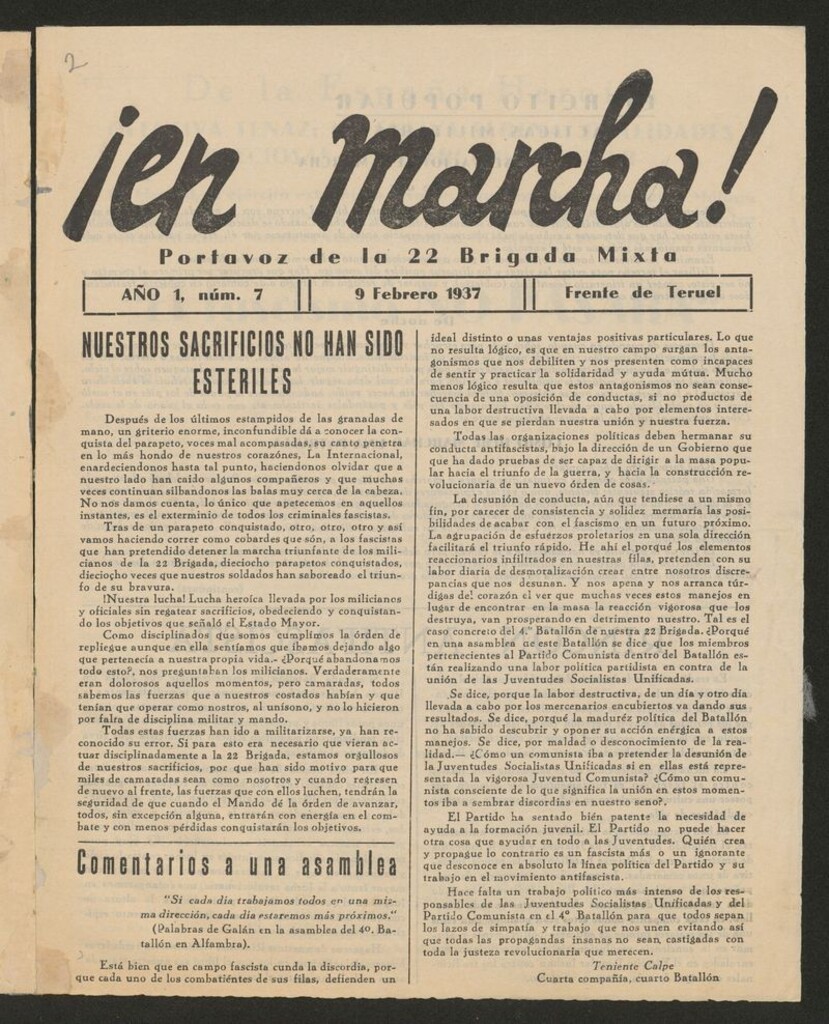 2
¡en Marcha!
Portavoz de la 22 Brigada Mixta
AÑO 1, núm. 7
9 Febrero 1937
Frente de Teruel
NUESTROS SACRIFICIOS NO HAN SIDO
ESTERILES
Después de los últimos estampidos de las granadas de
mano, un griterio enorme, inconfundible dá a conocer la con-
quista del parapeto, voces mal acompasadas, su canto penetra
en lo más hondo de nuestros corazónes, La Internacional,
enardeciendonos hasta tal punto, haciendonos olvidar que a
nuestro lado han caido algunos compañeros y que muchas
veces continuan silbandonos las balas muy cerca de la cabeza.
No nos damos cuenta, lo único que apetecemos en aquellos
instantes, es el exterminio de todos los criminales fascistas.
Tras de un parapeto conquistado, otro, otro, otro y así
vamos haciendo correr como cobardes que són, a los fascistas
que han pretendido detener la marcha triunfante de los mili-
cianos de la 22 Brigada, dieciocho parapetos conquistados,
dieciocho veces que nuestros soldados han saboreado el triun-
fo de su bravura.
!Nuestra lucha! Lucha heroíca llevada por los milicianos
y oficiales sin regatear sacrificios, obedeciendo y conquistan-
do los objetivos que señaló el Estado Mayor.
Como disciplinados que somos cumplimos la órden de
repliegue aunque en ella sentíamos que ibamos dejando algo
que pertenecía a nuestra propia vida.- ¿Porqué abandonamos
todo esto?, nos preguntaban los milicianos. Verdaderamente
eran dolorosos aquellos momentos, pero camaradas, todos
sabemos las fuerzas que a nuestros costados habían y que
tenían que operar como nostros, al unísono, y no lo hicieron
por falta de disciplina militar y mando.
Todas estas fuerzas han ido a militarizarse, ya han re-
conocido su error. Si para esto era necesario que vieran ac-
tuar disciplinadamente a la 22 Brigada, estamos orgullosos
de nuestros sacrificios, por que han sido motivo para que
miles de camaradas sean como nosotros y cuando regresen
de nuevo al frente, las fuerzas que con ellos luchen, tendrán la
seguridad de que cuando el Mando dé la órden de avanzar,
todos, sin excepción alguna, entrarán con energía en el com-
bate y con menos pérdidas conquistarán los objetivos.
Comentarios a una asamblea
"Si cada dia trabajamos todos en una mis-
ma dirección, cada dia estaremos más próximos."
(Palabras de Galán en la asamblea del 4º. Ba-
tallón en Alfambra).
Está bien que en campo fascista cunda la discordia, por-
que cada uno de los combatiéntes de sus filas, defienden un
ideal distinto o unas ventajas positivas particulares. Lo que
no resulta lógico, es que en nuestro campo surgan los anta-
gonismos que nos debiliten y nos presenten como incapaces
de sentir y practicar la solidaridad y ayuda mútua. Mucho
menos lógico resulta que estos antagonismos no sean conse-
cuencia de una oposición de conductas, si no productos de
una labor destructiva llevada a cabo por elementos intere-
sados en que se pierdan nuestra unión y nuestra fuerza.
Todas las organizaciones políticas deben hermanar su
conducta antifascistas, bajo la dirección de un Gobierno que
que ha dado pruebas de ser capaz de dirigir a la masa popu-
lar hacia el triunfo de la guerra, y hacia la construcción re-
volucionaria de un nuevo órden de cosas.
La desunión de conducta, aún que tendiese a un mismo
fin, por carecer de consistencia y solidez mermaría las posi-
bilidades de acabar con el fascismo en un futuro próximo.
La agrupación de esfuerzos proletarios en una sola dirección
facilitará el triunfo rápido. He ahi el porqué los elementos
reaccionarios infiltrados en nuestras filas, pretenden con su
labor diaria de desmoralización crear entre nosotros discre-
pancias que nos desunan. Y nos apena y nos arranca túr-
digas del corazón el ver que muchas veces estos manejos en
lugar de encontrar en la masa la reacción vigorosa que los
destruya, van prosperando en detrimento nuestro. Tal es el
caso concreto del 4.º Batallón de nuestra 22 Brigada. ¿Porqué
en una asamblea de este Batallón se dice que los miembros
pertenecientes al Partido Comunista dentro del Batallón es-
tán realizando una labor política partidista en contra de la
unión de las Juventudes Socialistas Unificadas.
Se dice, porque la labor destructiva, de un día y otro día
llevada a cabo por los mercenarios encubiertos va dando sus
resultados. Se dice, porqué la maduréz política del Batallón
no ha sabido descubrir y oponer su acción enérgica a estos
manejos. Se dice, por maldad o desconocimiento de la rea-
lidad.— ¿Cómo un comunista iba a pretender la desunión de
la Juventudes Socialistas Unificadas si en ellas está repre-
sentada la vigorosa Juventud Comunista? ¿Cómo un comu-
nista consciente de lo que significa la unión en estos momen-
tos iba a sembrar discordias en nuestro seno?.
El Partido ha sentado bién patente la necesidad de
ayuda a la formación juvenil. El Partido no puede hacer
otra cosa que ayudar en todo a las Juventudes. Quién crea
y propague lo contrario es un fascista más o un ignorante
que desconoce en absoluto la línea política del Partido y su
trabajo en el movimiento antifascista.
Hace falta un trabajo político más intenso de los res-
ponsables de las Juventudes Socialistas Unificadas y del
Partido Comunista en el 4º Batallón para que todos sepan
los lazos de simpatía y trabajo que nos unen evitando así
que todas las propagandas insanas no sean, castigadas con
toda la justeza revolucionaria que merecen.
Teniente Calpe
Cuarta compañía, cuarto Batallón